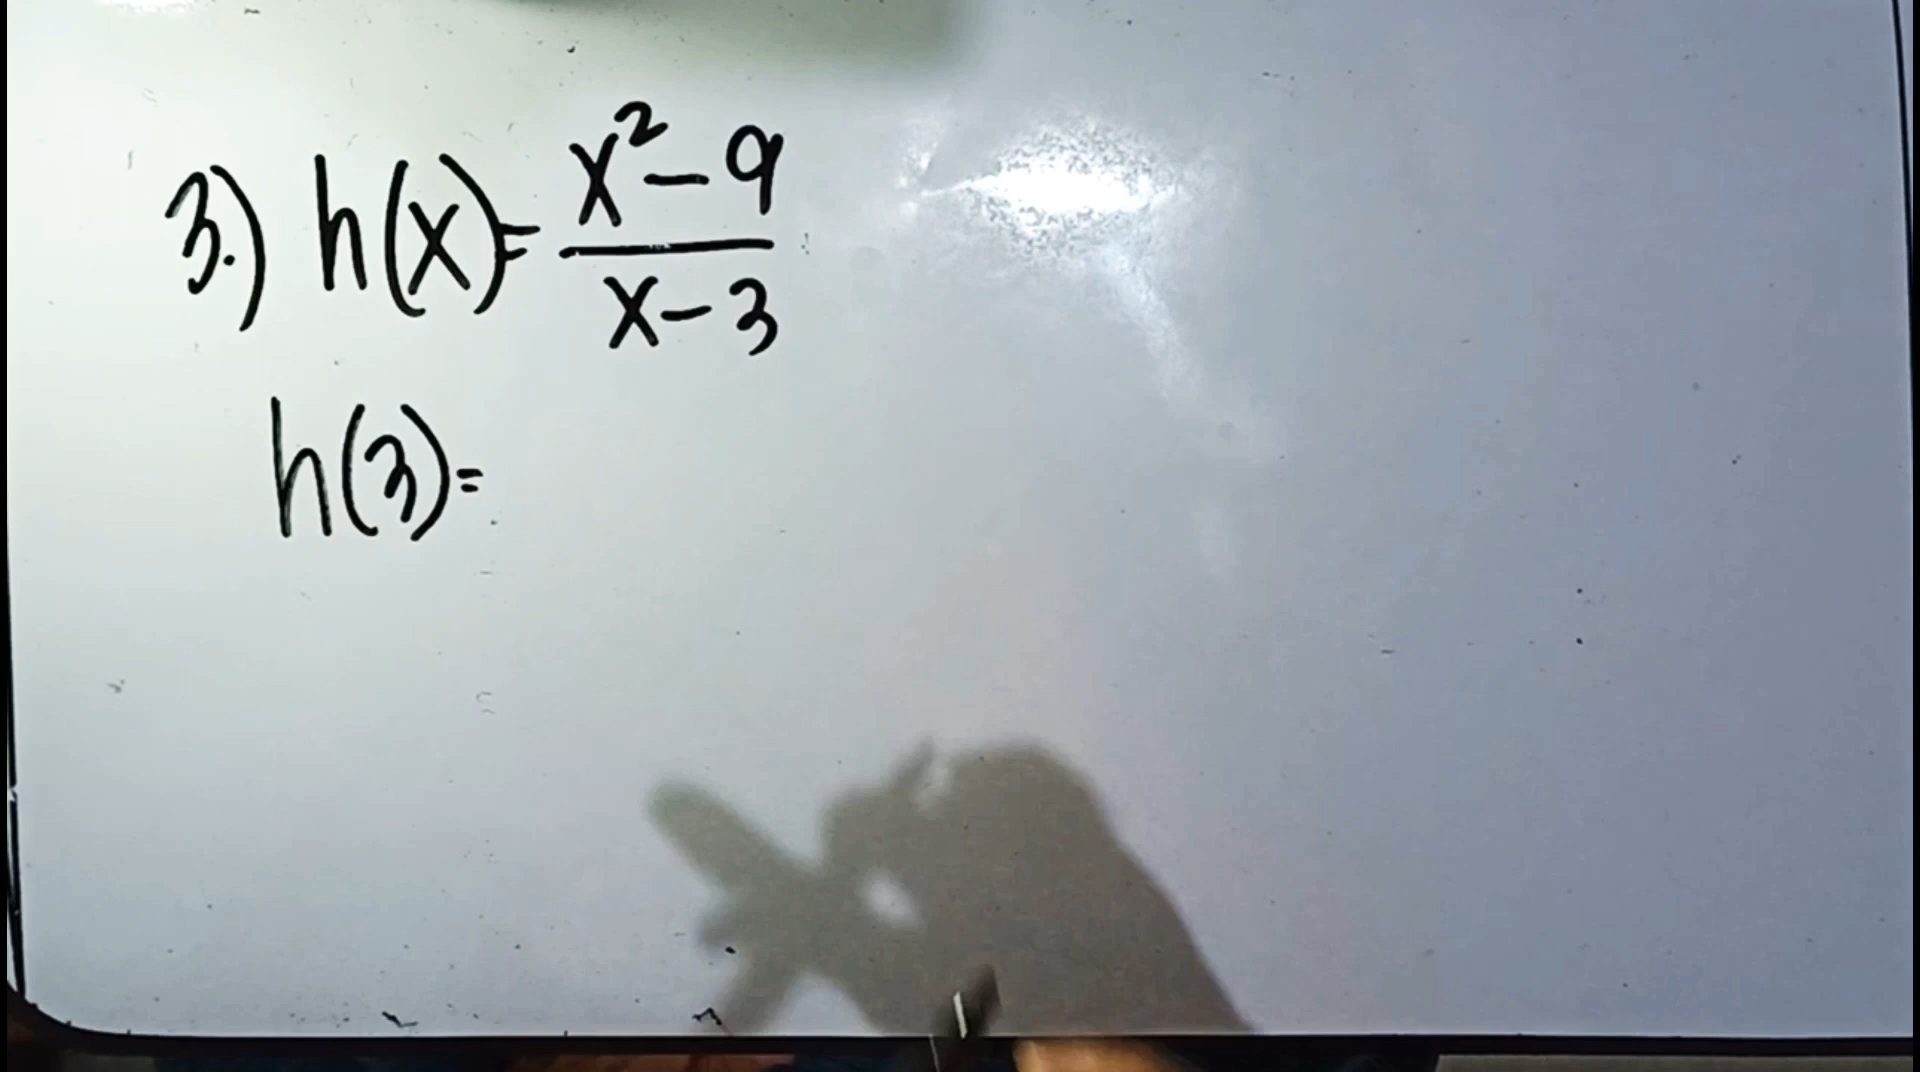 3.) h(x)= x²-9 / x-3
h(3)=